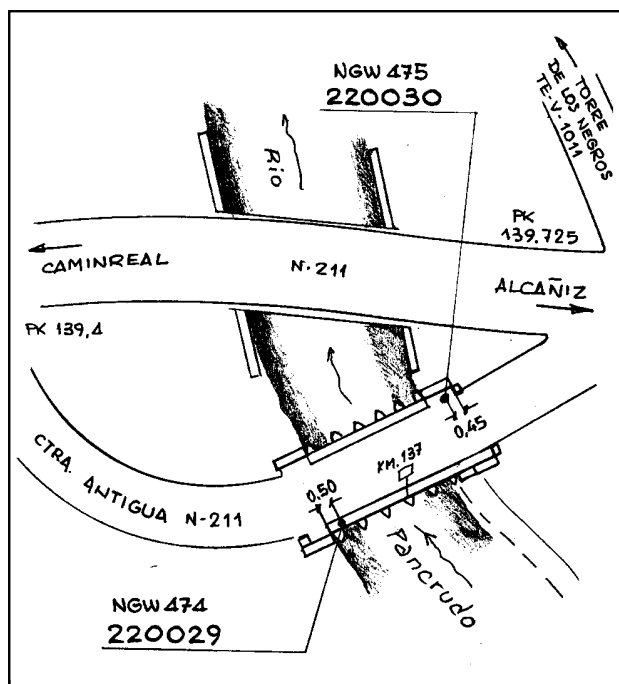 NGW 475
220030
TORRE
DE LOS NEGROS
TE-V-1011
Rio
PK
139.725
CAMINREAL
N-211
ALCAÑIZ
PK 139,4
0,45
KM. 137
CTRA. ANTIGUA N-211
0,50
Pancrudo
NGW 474
220029